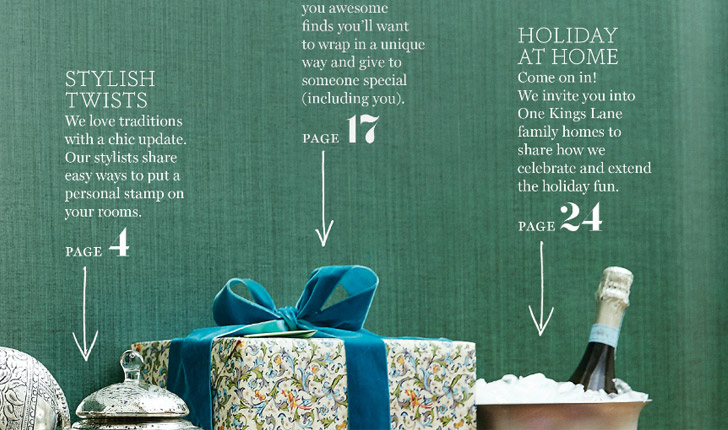 STYLISH
TWISTS
We love traditions
with a chic update.
Our stylists share
easy ways to put a
personal stamp on
your rooms.
PAGE 4
you awesome
finds you'll want
to wrap in a unique
way and give to
someone special
(including you).
PAGE 17
HOLIDAY
AT HOME
Come on in!
We invite you into
One Kings Lane
family homes to
share how we
celebrate and extend
the holiday fun.
PAGE 24